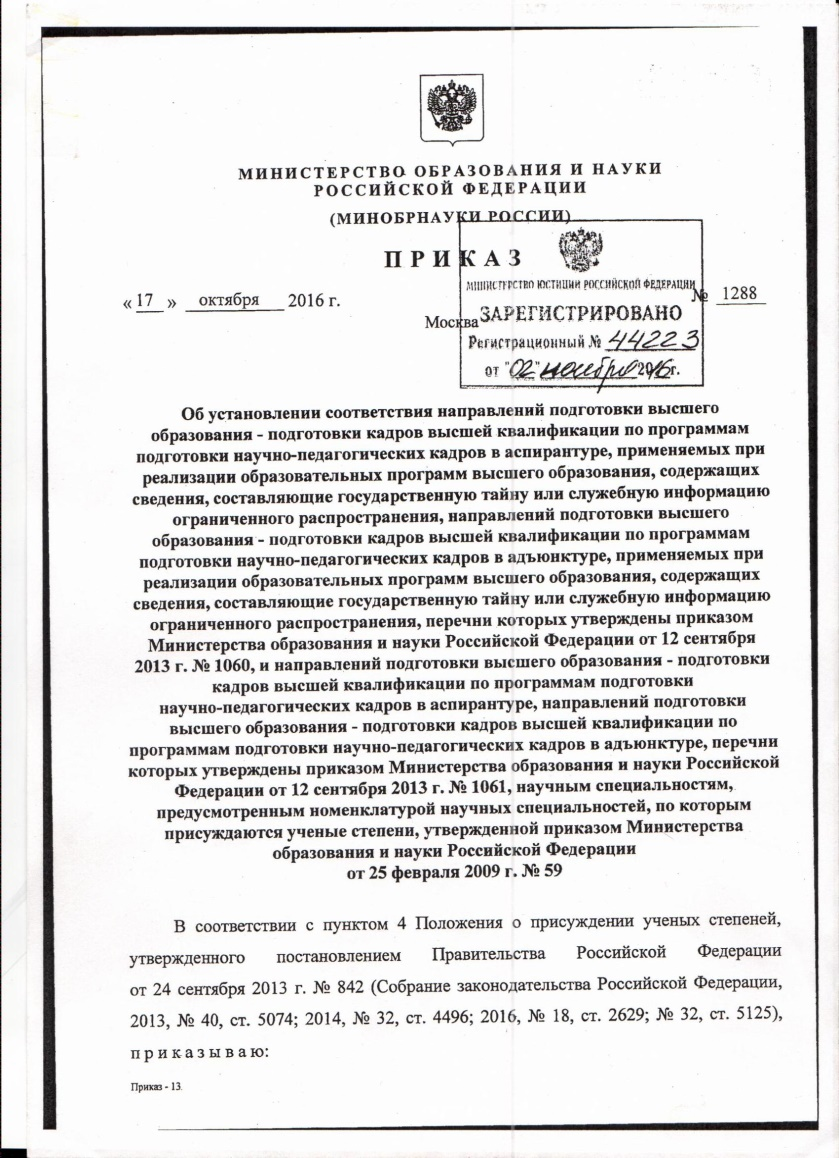 МИНИСТЕРСТВО ОБРАЗОВАНИЯ И НАУКИ
РОССИЙСКОЙ ФЕДЕРАЦИИ
(МИНОБРНАУКИ РОССИИ)
ПРИКАЗ
МИНИСТЕРСТВО ЮСТИЦИИ РОССИЙСКОЙ ФЕДЕРАЦИИ
ЗАРЕГИСТРИРОВАНО
Регистрационный № 44223
от "02" ноября 2016г.
« 17 » октября 2016 г.
№ 1288
Москва
Об установлении соответствия направлений подготовки высшего
образования - подготовки кадров высшей квалификации по программам
подготовки научно-педагогических кадров в аспирантуре, применяемых при
реализации образовательных программ высшего образования, содержащих
сведения, составляющие государственную тайну или служебную информацию
ограниченного распространения, направлений подготовки высшего
образования - подготовки кадров высшей квалификации по программам
подготовки научно-педагогических кадров в адъюнктуре, применяемых при
реализации образовательных программ высшего образования, содержащих
сведения, составляющие государственную тайну или служебную информацию
ограниченного распространения, перечни которых утверждены приказом
Министерства образования и науки Российской Федерации от 12 сентября
2013 г. № 1060, и направлений подготовки высшего образования - подготовки
кадров высшей квалификации по программам подготовки
научно-педагогических кадров в аспирантуре, направлений подготовки
высшего образования - подготовки кадров высшей квалификации по
программам подготовки научно-педагогических кадров в адъюнктуре, перечни
которых утверждены приказом Министерства образования и науки Российской
Федерации от 12 сентября 2013 г. № 1061, научным специальностям,
предусмотренным номенклатурой научных специальностей, по которым
присуждаются ученые степени, утвержденной приказом Министерства
образования и науки Российской Федерации
от 25 февраля 2009 г. № 59
В соответствии с пунктом 4 Положения о присуждении ученых степеней,
утвержденного постановлением Правительства Российской Федерации
от 24 сентября 2013 г. № 842 (Собрание законодательства Российской Федерации,
2013, № 40, ст. 5074; 2014, № 32, ст. 4496; 2016, № 18, ст. 2629; № 32, ст. 5125),
п р и к а з ы в а ю:
Приказ - 13